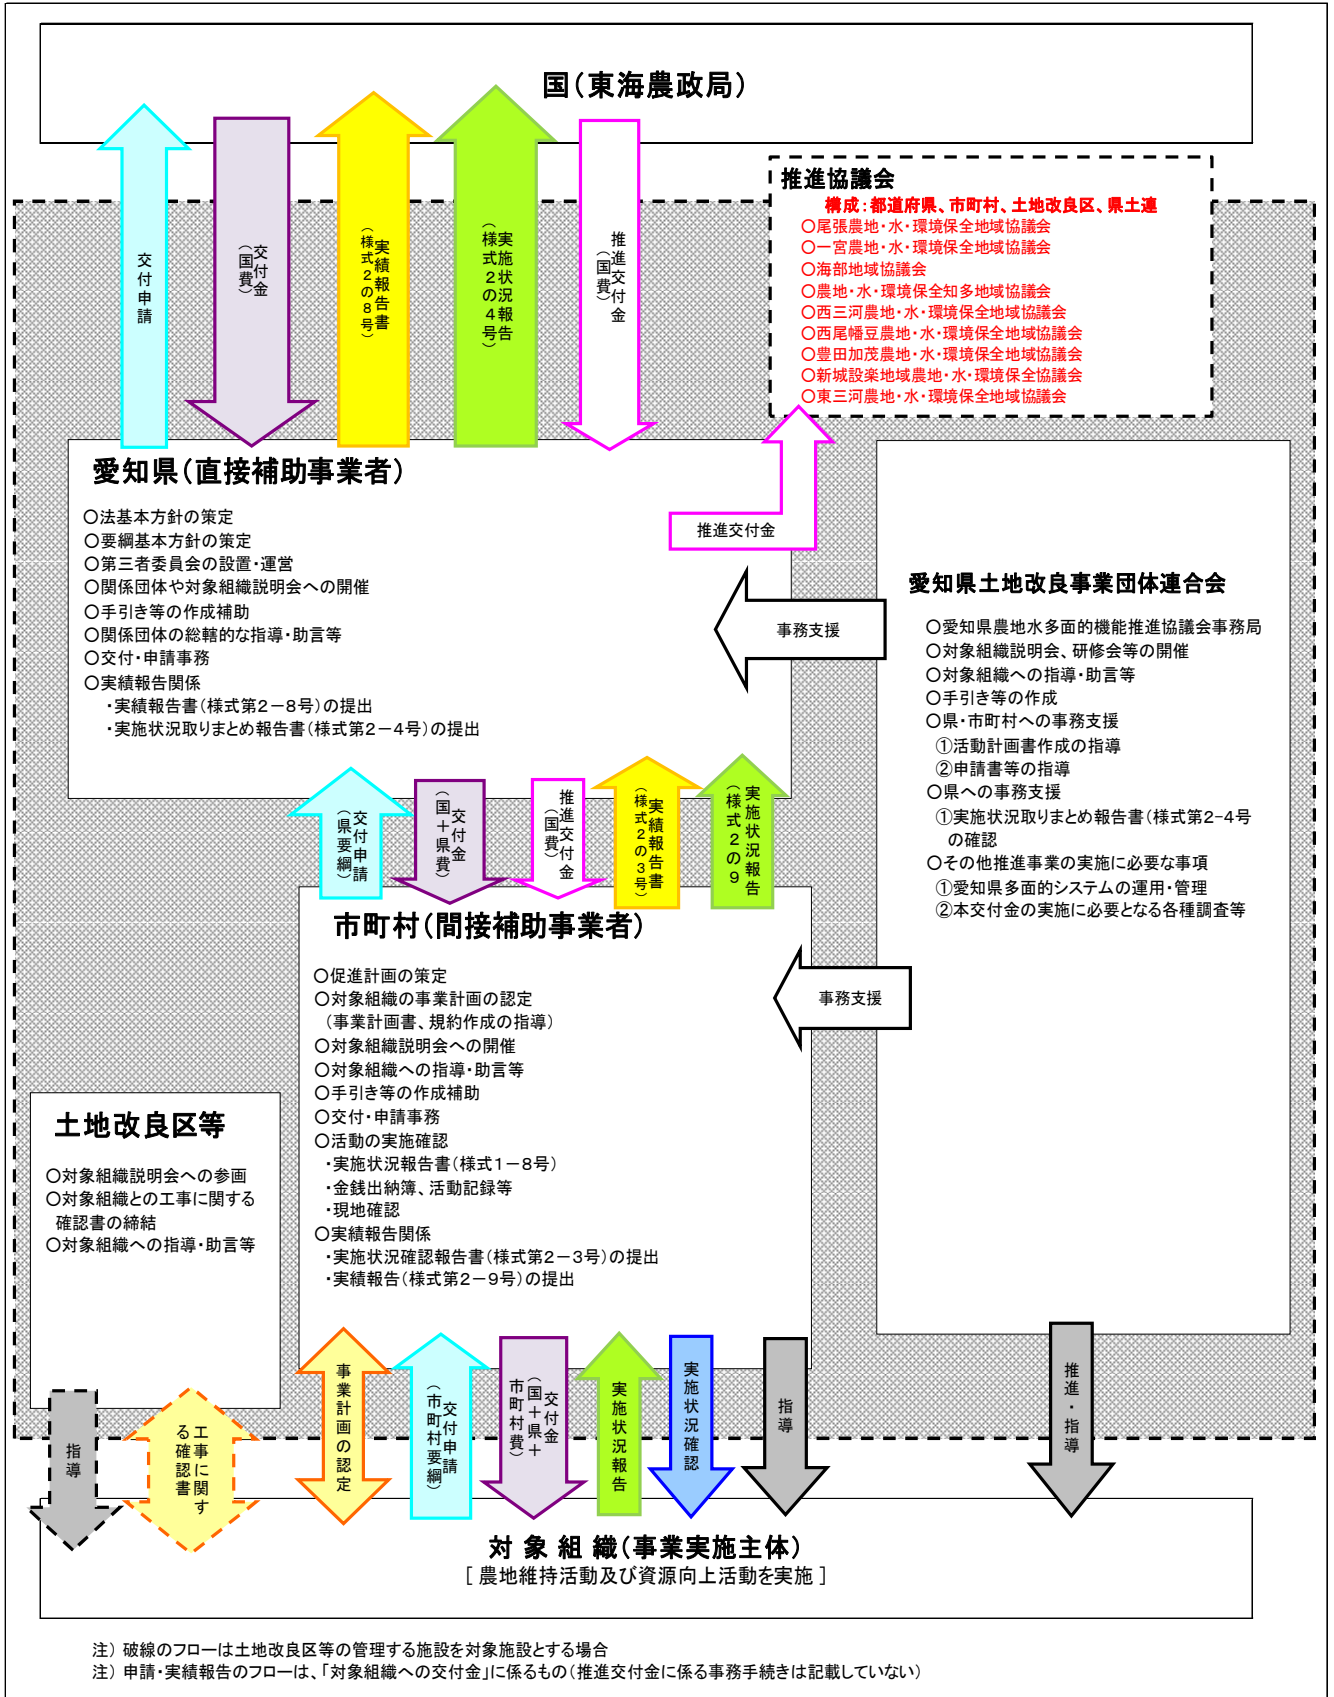 国（東海農政局）
交付申請
交付金
（国費）
実績報告書
（様式２の８号）
実施状況報告
（様式２の４号）
推進交付金
（国費）
推進協議会
構成：都道府県、市町村、土地改良区、県土連
○尾張農地・水・環境保全地域協議会
○一宮農地・水・環境保全地域協議会
○海部地域協議会
○農地・水・環境保全知多地域協議会
○西三河農地・水・環境保全地域協議会
○西尾幡豆農地・水・環境保全地域協議会
○豊田加茂農地・水・環境保全地域協議会
○新城設楽地域農地・水・環境保全協議会
○東三河農地・水・環境保全地域協議会
愛知県（直接補助事業者）
○法基本方針の策定
○要綱基本方針の策定
○第三者委員会の設置・運営
○関係団体や対象組織説明会への開催
○手引き等の作成補助
○関係団体の総轄的な指導・助言等
○交付・申請事務
○実績報告関係
・実績報告書（様式第２－８号）の提出
・実施状況取りまとめ報告書（様式第２－４号）の提出
推進交付金
事務支援
愛知県土地改良事業団体連合会
○愛知県農地水多面的機能推進協議会事務局
○対象組織説明会、研修会等の開催
○対象組織への指導・助言等
○手引き等の作成
○県・市町村への事務支援
①活動計画書作成の指導
②申請書等の指導
○県への事務支援
①実施状況取りまとめ報告書（様式第2-4号
の確認
○その他推進事業の実施に必要な事項
①愛知県多面的システムの運用・管理
②本交付金の実施に必要となる各種調査等
交付申請
（県要綱）
交付金
（国＋県費）
推進交付金
（国費）
実績報告書
（様式２の３号）
実施状況報告
（様式２の９
市町村（間接補助事業者）
○促進計画の策定
○対象組織の事業計画の認定
（事業計画書、規約作成の指導）
○対象組織説明会への開催
○対象組織への指導・助言等
○手引き等の作成補助
○交付・申請事務
○活動の実施確認
・実施状況報告書（様式１－８号）
・金銭出納簿、活動記録等
・現地確認
○実績報告関係
・実施状況確認報告書（様式第２－３号）の提出
・実績報告（様式第２－９号）の提出
事務支援
土地改良区等
○対象組織説明会への参画
○対象組織との工事に関する
確認書の締結
○対象組織への指導・助言等
指導
工事に関す
る確認書
事業計画の認定
交付申請
（市町村要綱）
交付金
（国＋県＋
市町村費）
実施状況報告
実施状況確認
指導
推進・指導
対 象 組 織（事業実施主体）
［ 農地維持活動及び資源向上活動を実施 ］
注） 破線のフローは土地改良区等の管理する施設を対象施設とする場合
注） 申請・実績報告のフローは、「対象組織への交付金」に係るもの（推進交付金に係る事務手続きは記載していない）